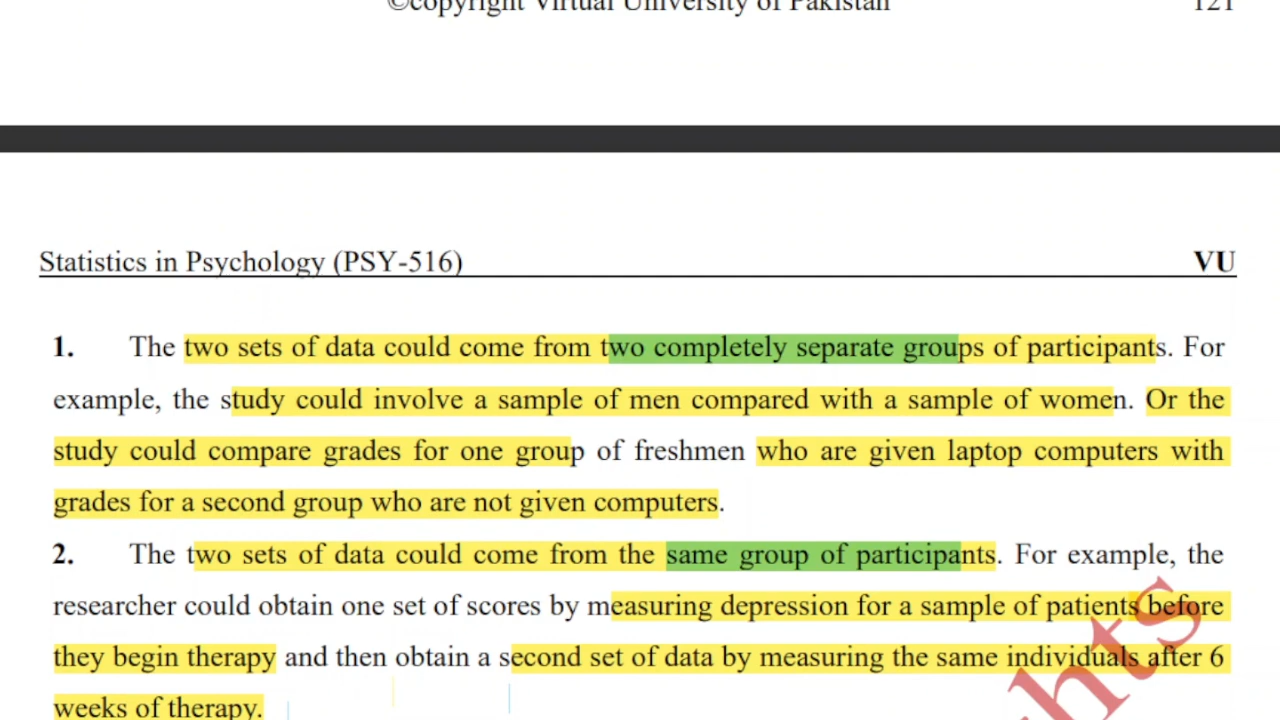 ©copyright Virtual University of Pakistan 121
Statistics in Psychology (PSY-516) VU
1. The two sets of data could come from two completely separate groups of participants. For
example, the study could involve a sample of men compared with a sample of women. Or the
study could compare grades for one group of freshmen who are given laptop computers with
grades for a second group who are not given computers.
2. The two sets of data could come from the same group of participants. For example, the
researcher could obtain one set of scores by measuring depression for a sample of patients before
they begin therapy and then obtain a second set of data by measuring the same individuals after 6
weeks of therapy.
hts